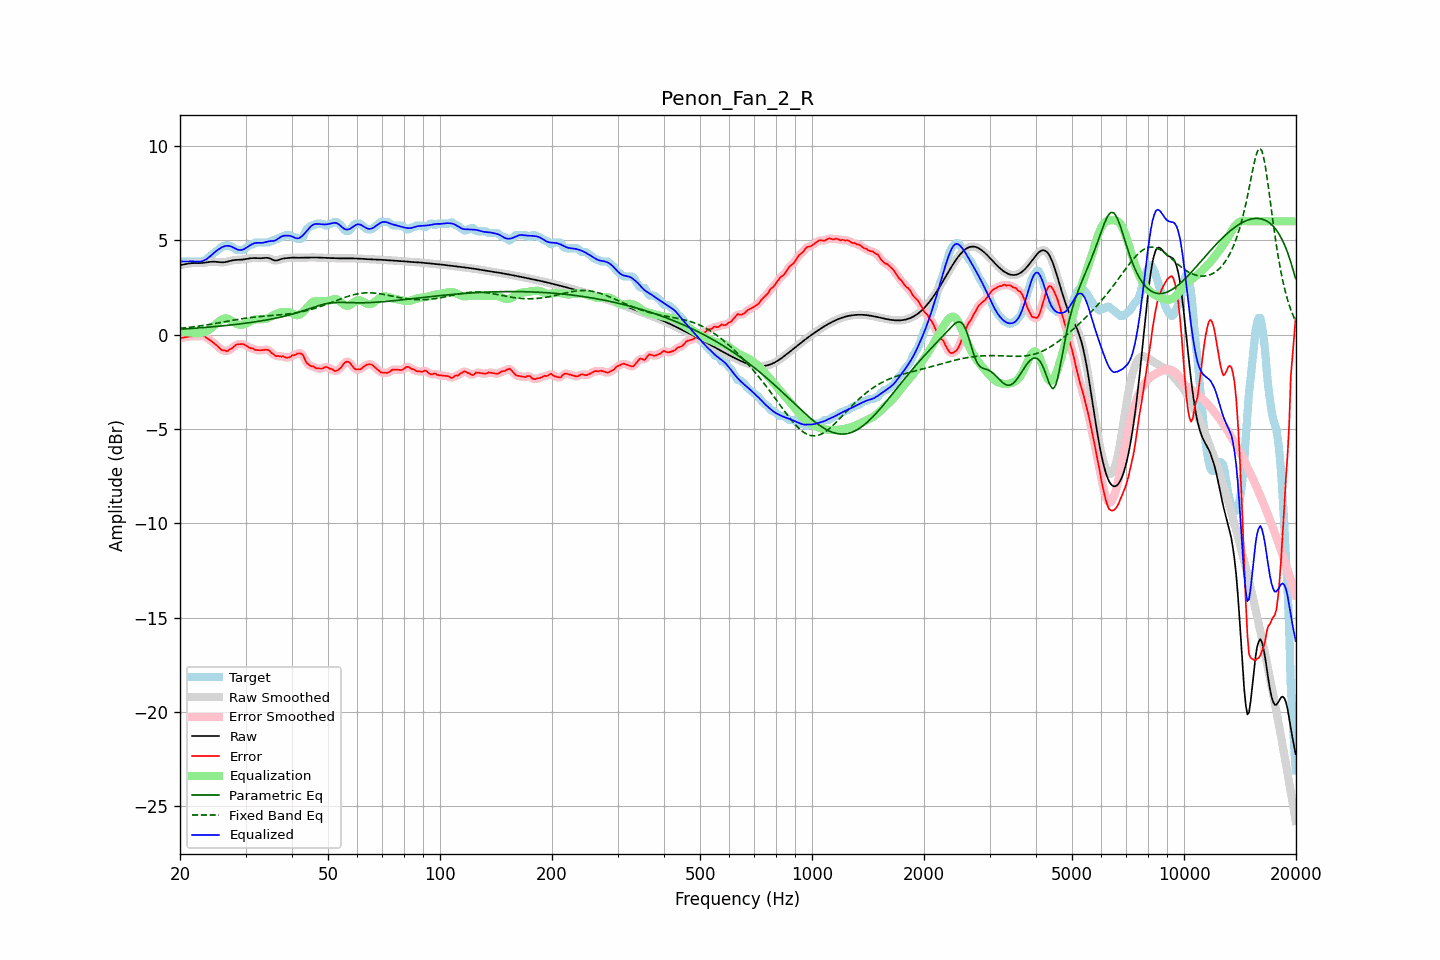 Penon_Fan_2_R
10
5
0
−5
−10
−15
−20
−25
Amplitude (dBr)
Target
Raw Smoothed
Error Smoothed
Raw
Error
Equalization
Parametric Eq
Fixed Band Eq
Equalized
20 50 100 200 500 1000 2000 5000 10000 20000
Frequency (Hz)